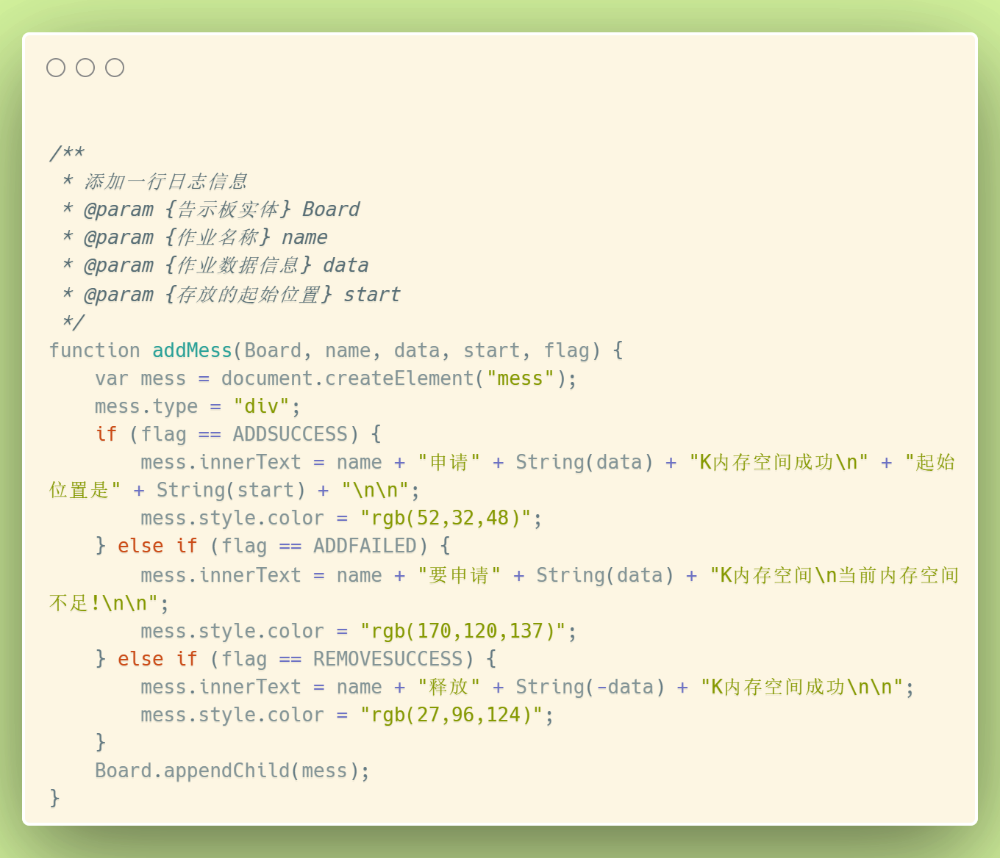 /**
 * 添加一行日志信息
 * @param {告示板实体} Board
 * @param {作业名称} name
 * @param {作业数据信息} data
 * @param {存放的起始位置} start
 */
function addMess(Board, name, data, start, flag) {
    var mess = document.createElement("mess");
    mess.type = "div";
    if (flag == ADDSUCCESS) {
        mess.innerText = name + "申请" + String(data) + "K内存空间成功\n" + "起始
位置是" + String(start) + "\n\n";
        mess.style.color = "rgb(52,32,48)";
    } else if (flag == ADDFAILED) {
        mess.innerText = name + "要申请" + String(data) + "K内存空间\n当前内存空间
不足!\n\n";
        mess.style.color = "rgb(170,120,137)";
    } else if (flag == REMOVESUCCESS) {
        mess.innerText = name + "释放" + String(-data) + "K内存空间成功\n\n";
        mess.style.color = "rgb(27,96,124)";
    }
    Board.appendChild(mess);
}